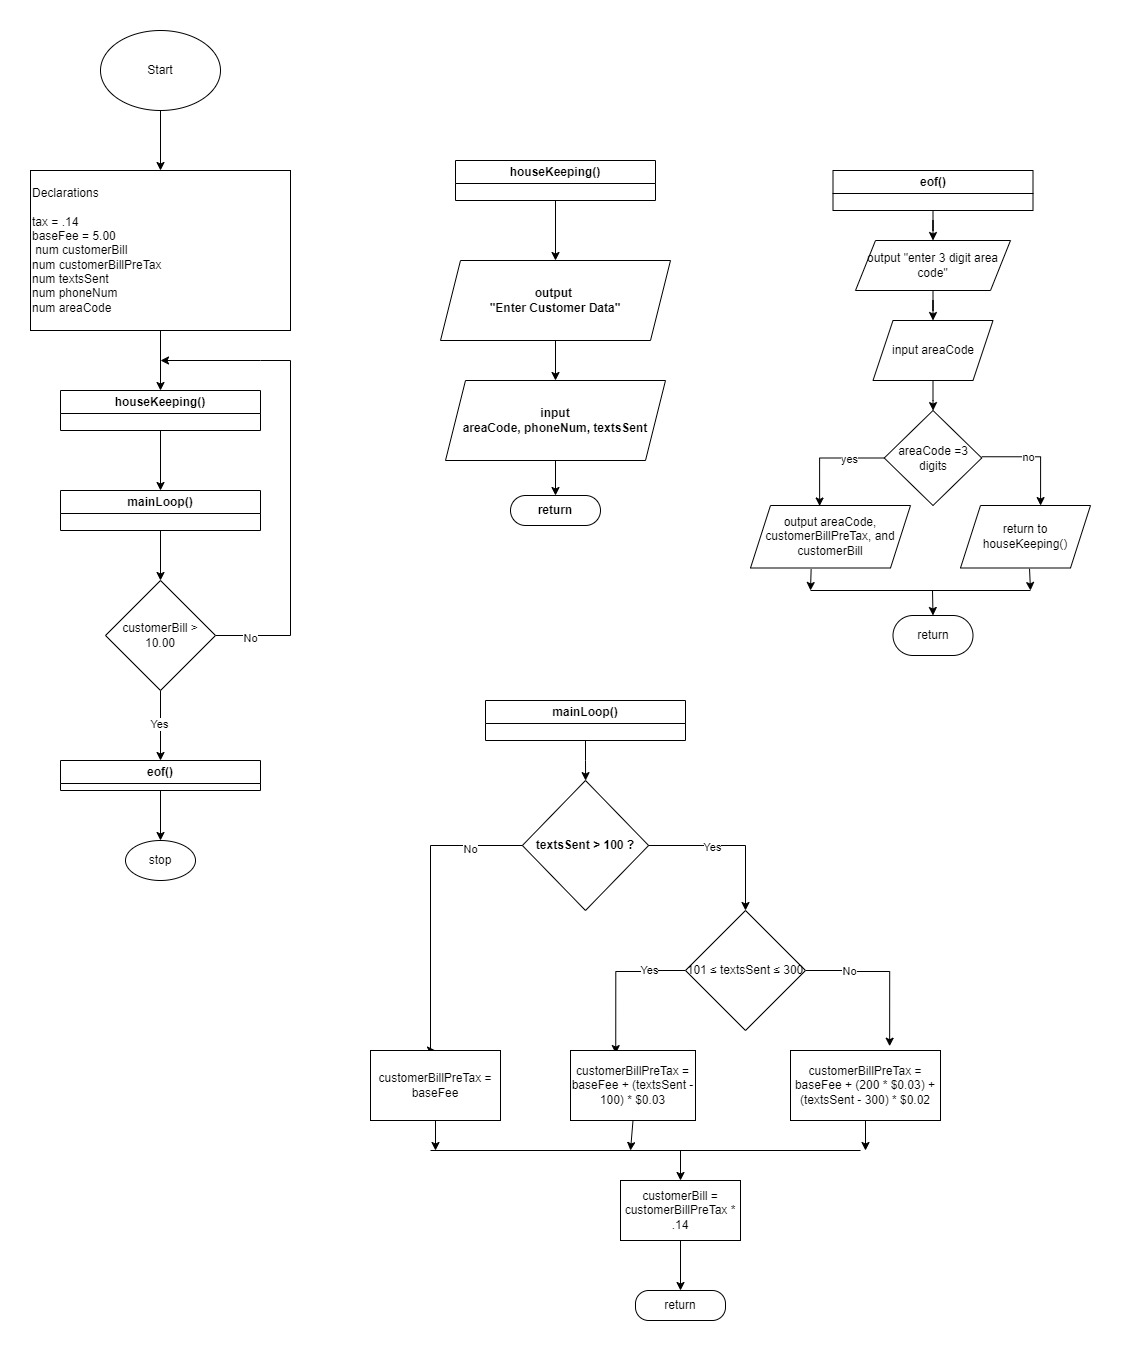 Start
Declarations
tax = .14
baseFee = 5.00
num customerBill
num customerBillPreTax
num textsSent
num phoneNum
num areaCode
houseKeeping()
mainLoop()
customerBill >
10.00
No
Yes
eof()
stop
houseKeeping()
output
"Enter Customer Data"
input
areaCode, phoneNum, textsSent
return
eof()
output "enter 3 digit area
code"
input areaCode
areaCode =3
digits
yes
no
output areaCode,
customerBillPreTax, and
customerBill
return to
houseKeeping()
return
mainLoop()
textsSent > 100 ?
No
Yes
101 ≤ textsSent ≤ 300
Yes
No
customerBillPreTax =
baseFee
customerBillPreTax =
baseFee + (textsSent -
100) * $0.03
customerBillPreTax =
baseFee + (200 * $0.03) +
(textsSent - 300) * $0.02
customerBill =
customerBillPreTax *
.14
return